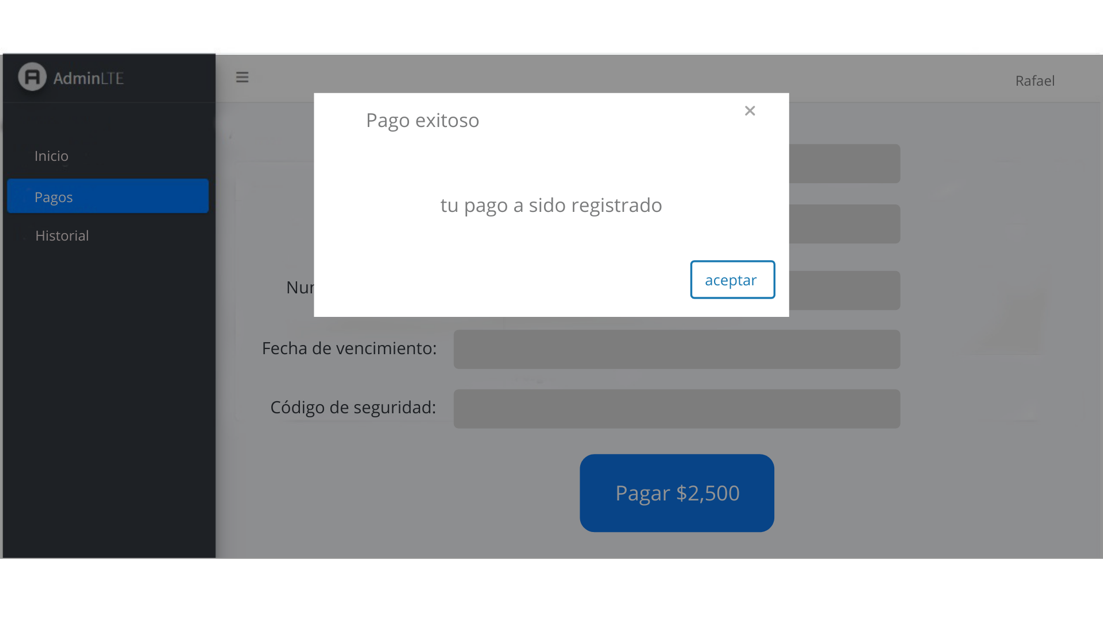 AdminLTE
Rafael
Inicio
Pagos
Historial
Pago exitoso
×
tu pago a sido registrado
aceptar
Fecha de vencimiento:
Código de seguridad:
Pagar $2,500